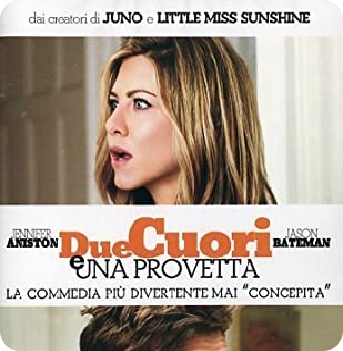 dai creatori di JUNO e LITTLE MISS SUNSHINE
JENNIFER ANISTON
Due Cuori
JASON BATEMAN
e UNA PROVETTA
LA COMMEDIA PIÙ DIVERTENTE MAI "CONCEPITA"